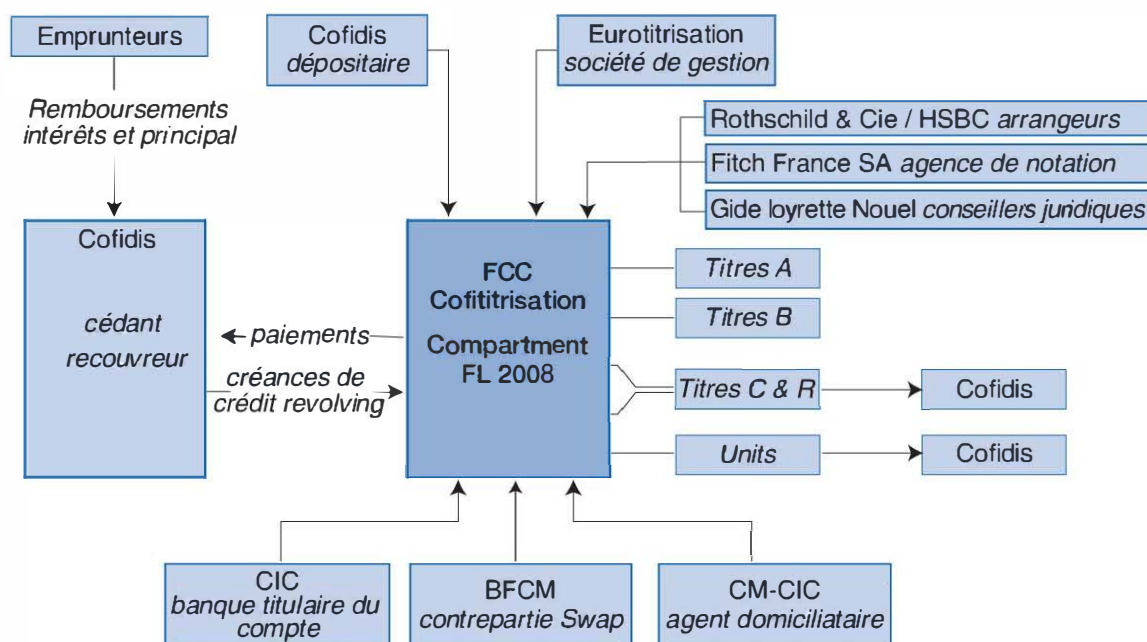 Emprunteurs
Cofidis
dépositaire
Eurotitrisation
société de gestion
Remboursements
intérêts et principal
Rothschild & Cie / HSBC arrangeurs
Fitch France SA agence de notation
Gide loyrette Nouel conseillers juridiques
Cofidis
cédant
recouvreur
paiements
créances de
crédit revolving
FCC
Cofititrisation
Compartment
FL 2008
Titres A
Titres B
Titres C & R
Cofidis
Units
Cofidis
CIC
banque titulaire du
compte
BFCM
contrepartie Swap
CM-CIC
agent domiciliataire